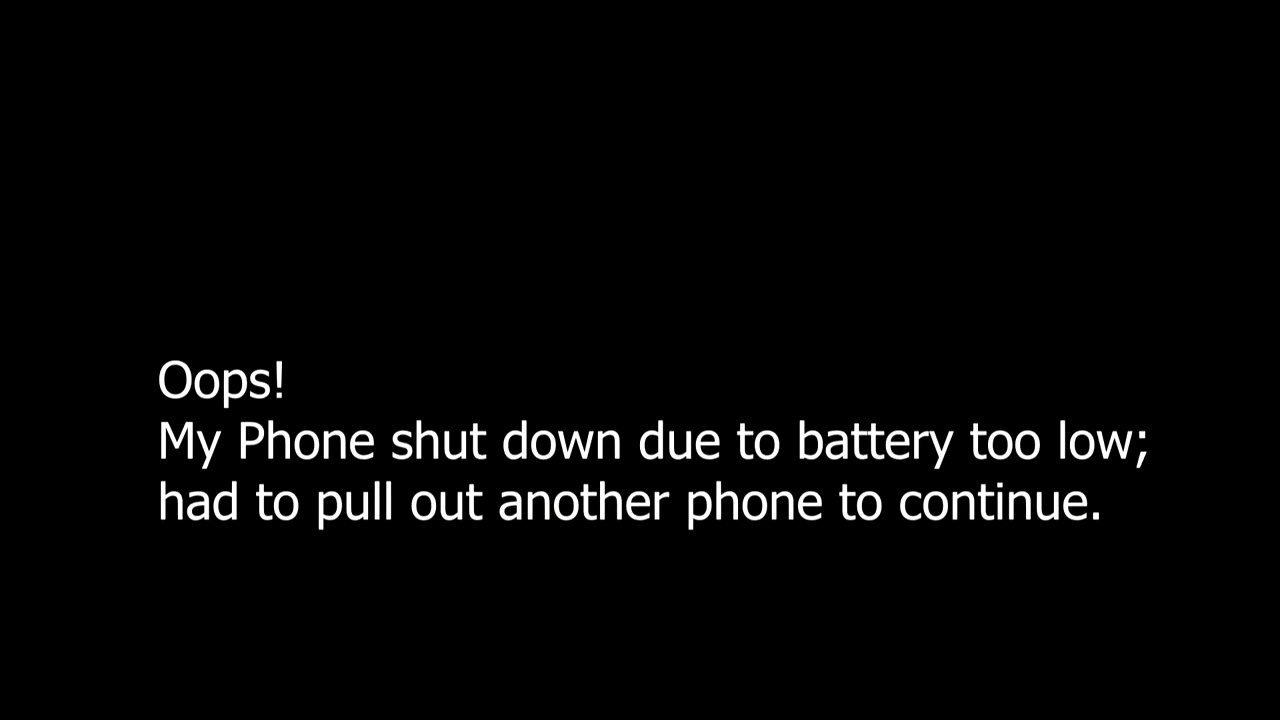 Oops!
My Phone shut down due to battery too low;
had to pull out another phone to continue.